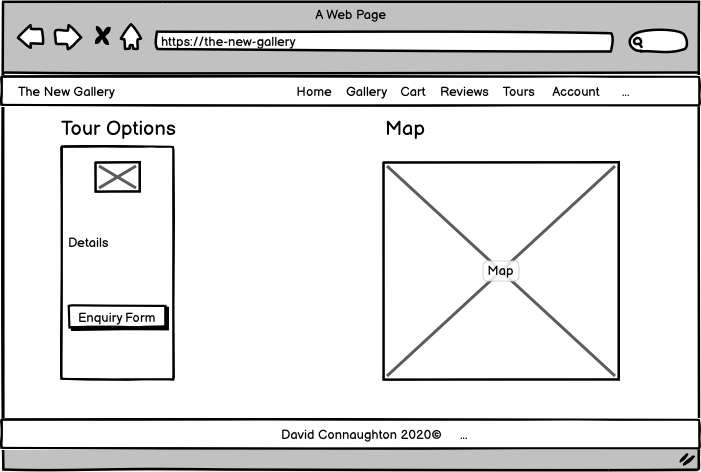 A Web Page
https://the-new-gallery
The New Gallery Home Gallery Cart Reviews Tours Account ...
Tour Options Map
Details
Map
Enquiry Form
David Connaughton 2020© ...